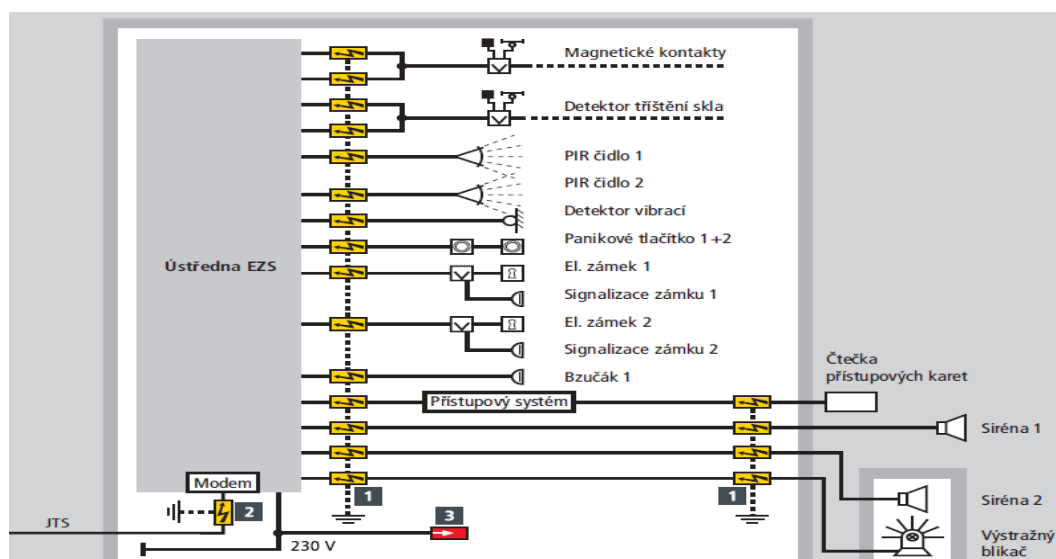 Magnetické kontakty
Detektor tříštění skla
PIR čidlo 1
PIR čidlo 2
Detektor vibrací
Panikové tlačítko 1+2
Ústředna EZS
El. zámek 1
Signalizace zámku 1
El. zámek 2
Signalizace zámku 2
Bzučák 1
Čtečka
přístupových karet
Přístupový systém
Siréna 1
Modem
1
1
2
3
Siréna 2
JTS
230 V
Výstražný
blikač